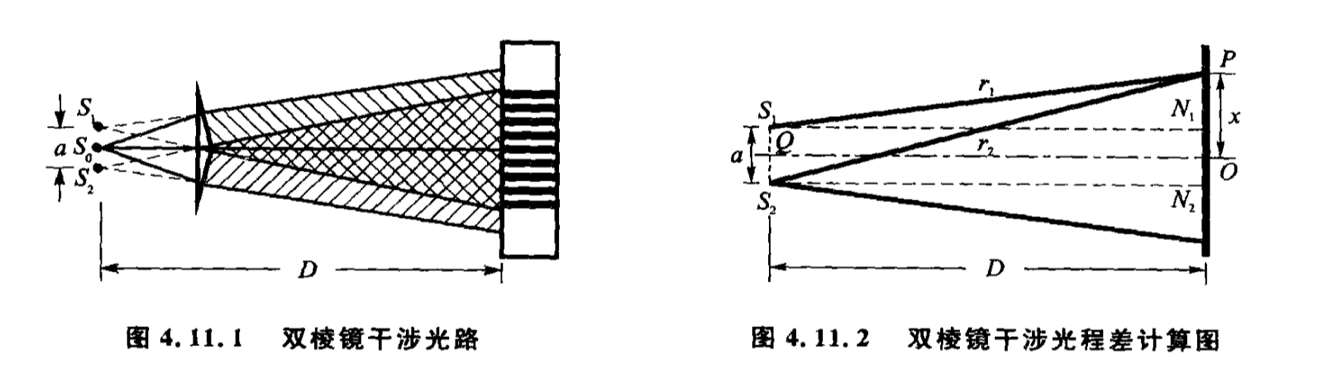 S₁
a S₀
S₂
D
图 4.11.1 双棱镜干涉光路
P
r₁
S₁
N₁
x
Q
r₂
a
O
S₂
N₂
D
图 4.11.2 双棱镜干涉光程差计算图